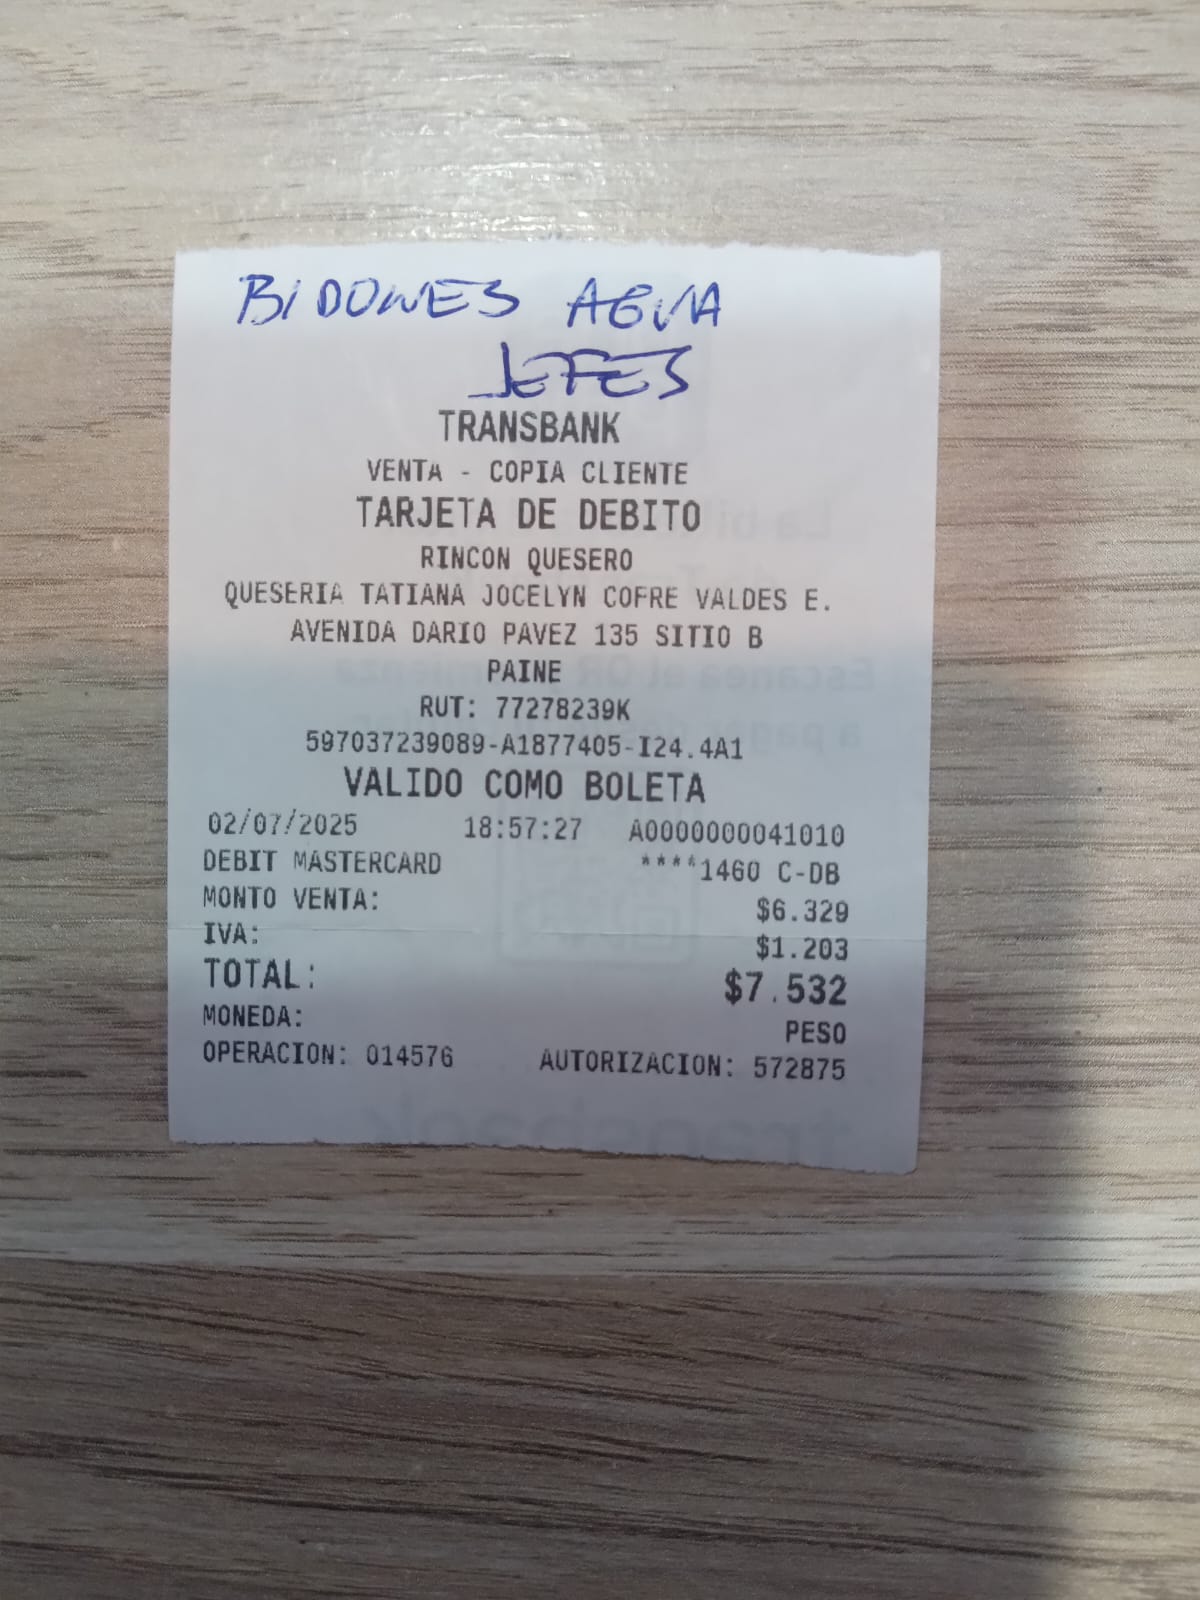 BIDONES AGUA
JEFES
TRANSBANK
VENTA - COPIA CLIENTE
TARJETA DE DEBITO
RINCON QUESERO
QUESERIA TATIANA JOCELYN COFRE VALDES E.
AVENIDA DARIO PAVEZ 135 SITIO B
PAINE
RUT: 77278239K
597037239089-A1877405-I24.4A1
VALIDO COMO BOLETA
02/07/2025 18:57:27 A0000000041010
DEBIT MASTERCARD ****1460 C-DB
MONTO VENTA: $6.329
IVA: $1.203
TOTAL: $7.532
MONEDA: PESO
OPERACION: 014576 AUTORIZACION: 572875